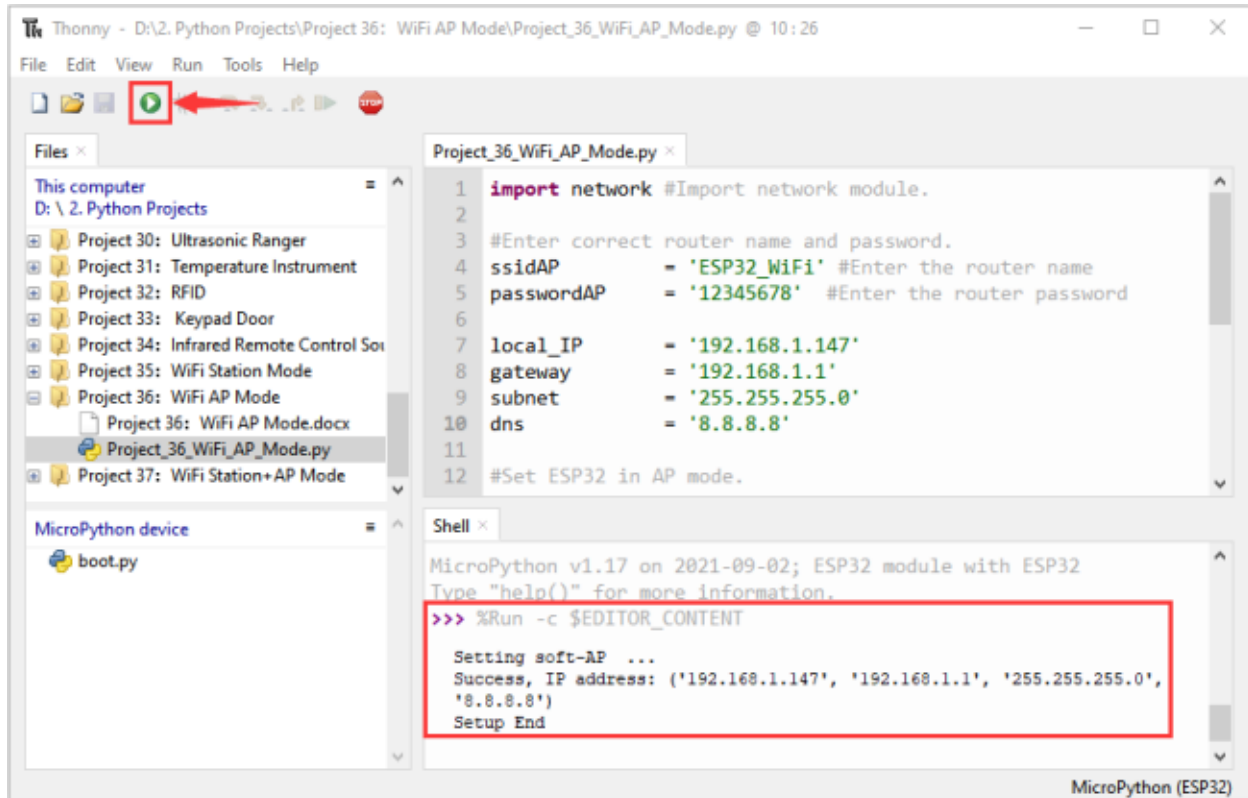 Thonny - D:\2. Python Projects\Project 36: WiFi AP Mode\Project_36_WiFi_AP_Mode.py @ 10:26
File Edit View Run Tools Help
STOP
Files
This computer
D: \ 2. Python Projects
Project 30: Ultrasonic Ranger
Project 31: Temperature Instrument
Project 32: RFID
Project 33: Keypad Door
Project 34: Infrared Remote Control Sou
Project 35: WiFi Station Mode
Project 36: WiFi AP Mode
Project 36: WiFi AP Mode.docx
Project_36_WiFi_AP_Mode.py
Project 37: WiFi Station+AP Mode
MicroPython device
boot.py
Project_36_WiFi_AP_Mode.py
1 import network #Import network module.
2
3 #Enter correct router name and password.
4 ssidAP = 'ESP32_WiFi' #Enter the router name
5 passwordAP = '12345678' #Enter the router password
6
7 local_IP = '192.168.1.147'
8 gateway = '192.168.1.1'
9 subnet = '255.255.255.0'
10 dns = '8.8.8.8'
11
12 #Set ESP32 in AP mode.
Shell
MicroPython v1.17 on 2021-09-02; ESP32 module with ESP32
Type "help()" for more information.
>>> %Run -c $EDITOR_CONTENT
Setting soft-AP ...
Success, IP address: ('192.168.1.147', '192.168.1.1', '255.255.255.0',
'8.8.8.8')
Setup End
MicroPython (ESP32)